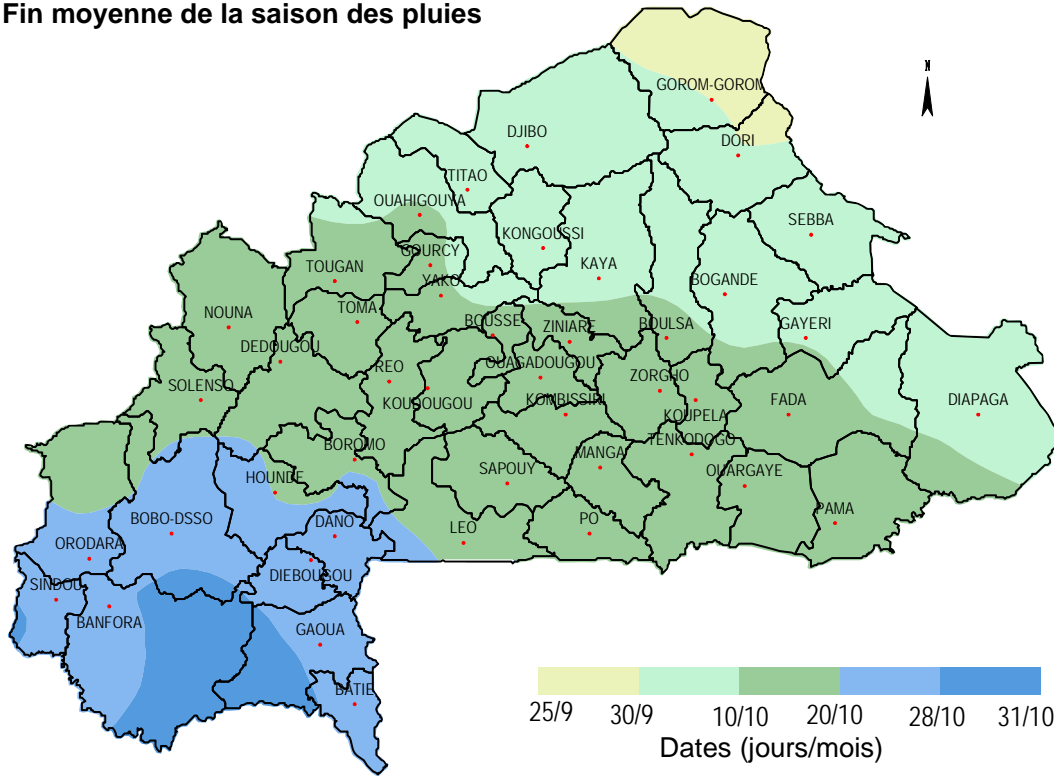 Fin moyenne de la saison des pluies
N
GOROM-GOROM
DJIBO
DORI
TITAO
OUAHIGOUYA
SEBBA
KONGOUSSI
GOURCY
KAYA
TOUGAN
YAKO
BOGANDE
NOUNA
TOMA
BOUSSE
ZINIARE
BOULSA
GAYERI
DEDOUGOU
REO
OUAGADOUGOU
SOLENSO
KOUDOUGOU
KOMBISSIRI
ZORGHO
KOUPELA
FADA
DIAPAGA
BOROMO
TENKODOGO
SAPOUY
MANGA
OUARGAYE
HOUNDE
BOBO-DSSO
DANO
LEO
PO
PAMA
ORODARA
DIEBOUGOU
SINDOU
BANFORA
GAOUA
BATIE
25/9 30/9 10/10 20/10 28/10 31/10
Dates (jours/mois)